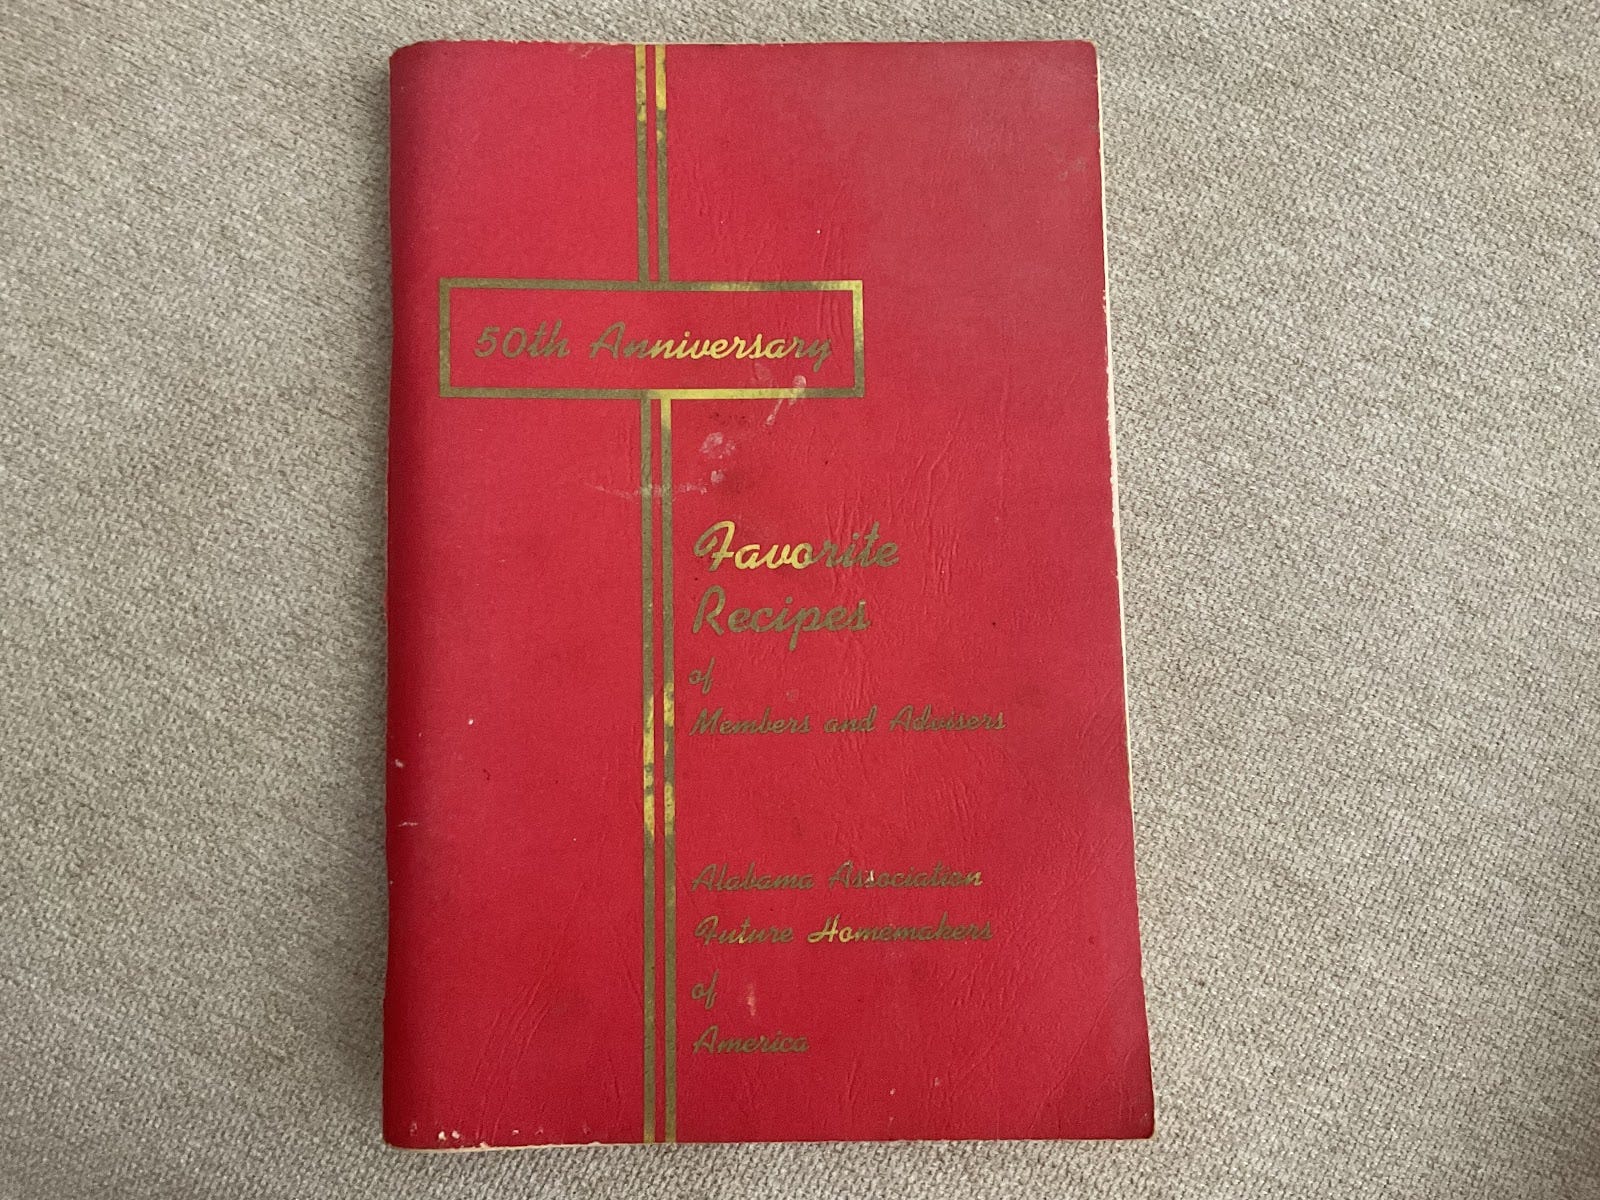 50th Anniversary
Favorite
Recipes
of
Members and Advisers
Alabama Association
Future Homemakers
of
America